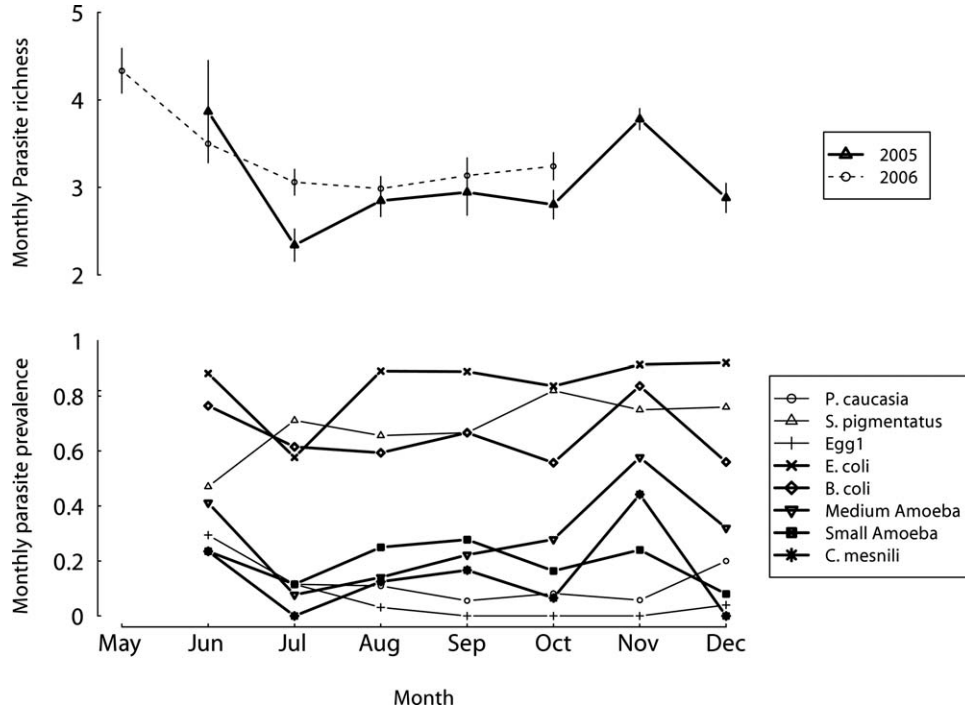 Monthly Parasite richness
5
4
3
2
2005
2006
Monthly parasite prevalence
1
0.8
0.6
0.4
0.2
0
P. caucasia
S. pigmentatus
Egg1
E. coli
B. coli
Medium Amoeba
Small Amoeba
C. mesnili
May Jun Jul Aug Sep Oct Nov Dec
Month